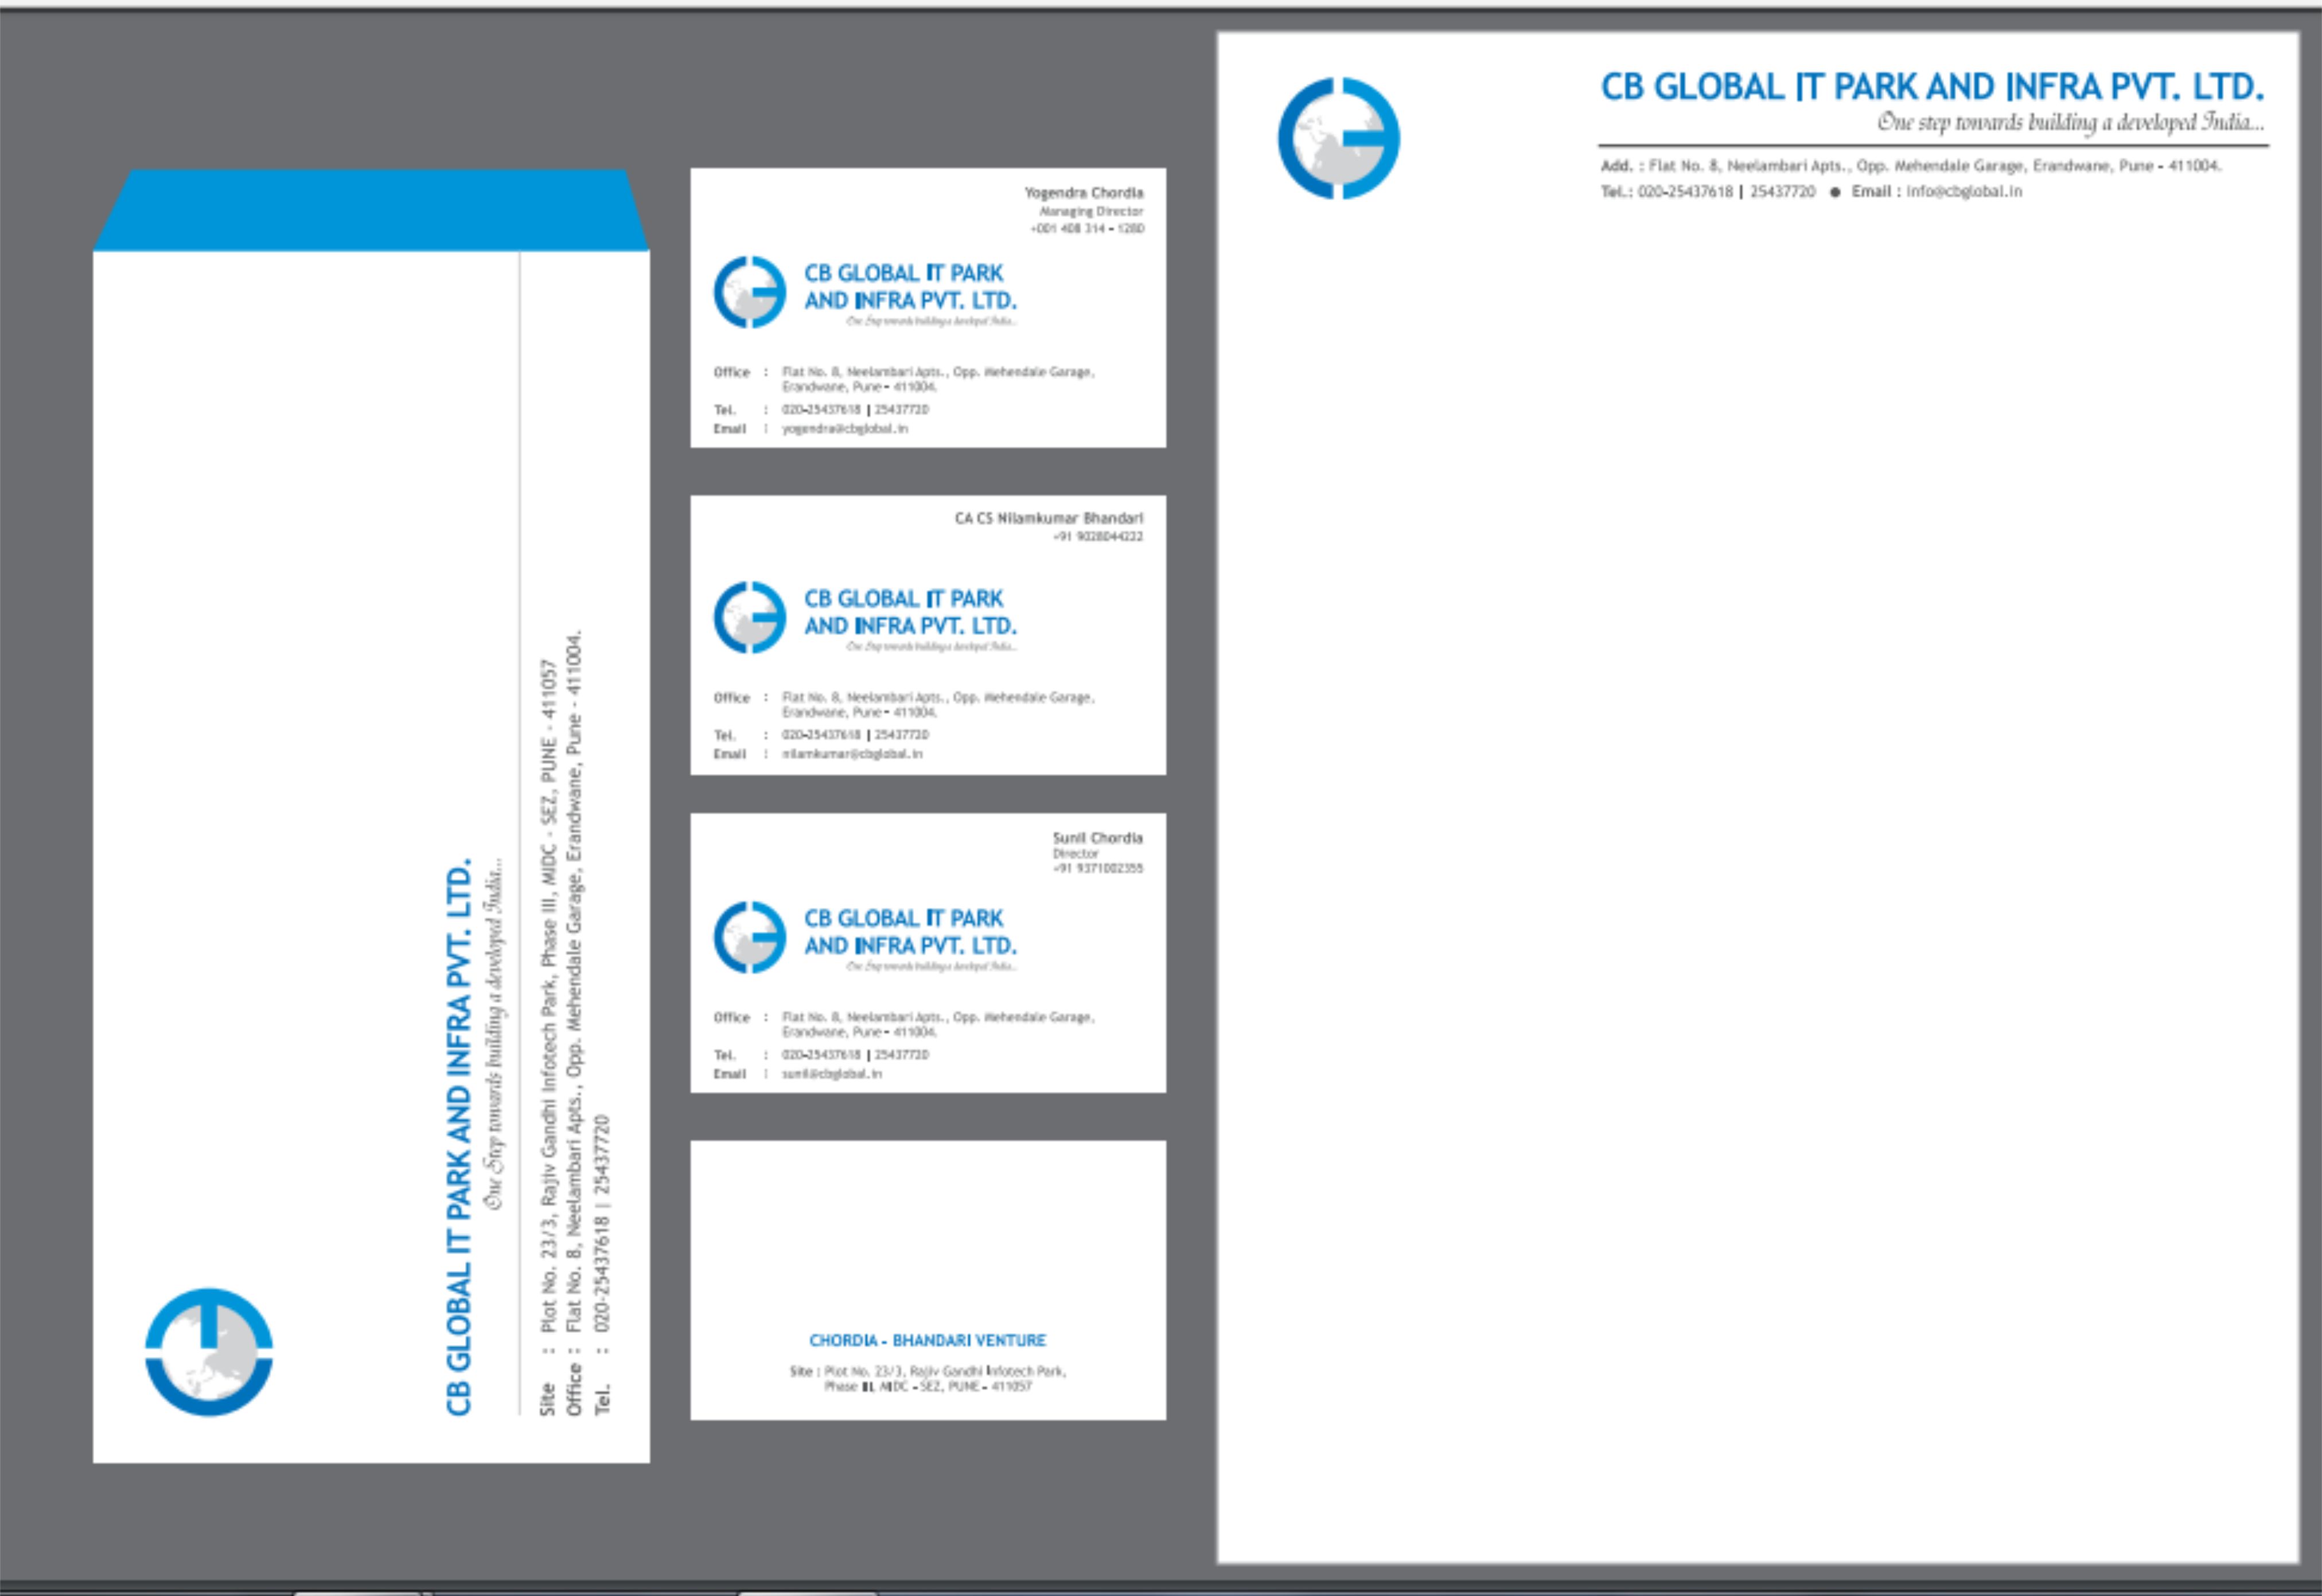 CB GLOBAL IT PARK AND INFRA PVT. LTD.
One Step towards building a developed India...
Site : Plot No. 23/3, Rajiv Gandhi Infotech Park, Phase III, MIDC - SEZ, PUNE - 411057
Office : Flat No. 8, Neelambari Apts., Opp. Mehendale Garage, Erandwane, Pune - 411004.
Tel. : 020-25437618 | 25437720
Yogendra Chordia
Managing Director
+001 408 314 - 1280
CB GLOBAL IT PARK
AND INFRA PVT. LTD.
One Step towards building a developed India...
Office : Flat No. 8, Neelambari Apts., Opp. Mehendale Garage,
Erandwane, Pune - 411004.
Tel. : 020-25437618 | 25437720
Email : yogendra@cbglobal.in
CA CS Nilamkumar Bhandari
+91 9028044222
CB GLOBAL IT PARK
AND INFRA PVT. LTD.
One Step towards building a developed India...
Office : Flat No. 8, Neelambari Apts., Opp. Mehendale Garage,
Erandwane, Pune - 411004.
Tel. : 020-25437618 | 25437720
Email : nilamkumar@cbglobal.in
Sunil Chordia
Director
+91 9371002355
CB GLOBAL IT PARK
AND INFRA PVT. LTD.
One Step towards building a developed India...
Office : Flat No. 8, Neelambari Apts., Opp. Mehendale Garage,
Erandwane, Pune - 411004.
Tel. : 020-25437618 | 25437720
Email : sunil@cbglobal.in
CHORDIA - BHANDARI VENTURE
Site : Plot No. 23/3, Rajiv Gandhi Infotech Park,
Phase III, MIDC - SEZ, PUNE - 411057
CB GLOBAL IT PARK AND INFRA PVT. LTD.
One step towards building a developed India...
Add. : Flat No. 8, Neelambari Apts., Opp. Mehendale Garage, Erandwane, Pune - 411004.
Tel.: 020-25437618 | 25437720 ● Email : info@cbglobal.in